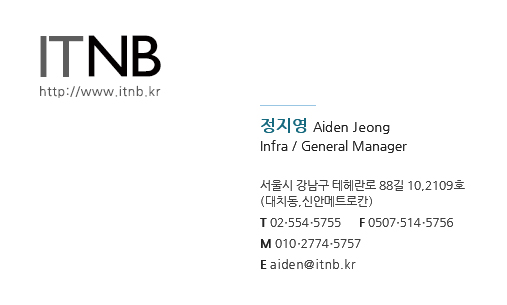 ITNB
http://www.itnb.kr
정지영 Aiden Jeong
Infra / General Manager
서울시 강남구 테헤란로 88길 10,2109호
(대치동,신안메트로칸)
T 02·554·5755 F 0507·514·5756
M 010·2774·5757
E aiden@itnb.kr